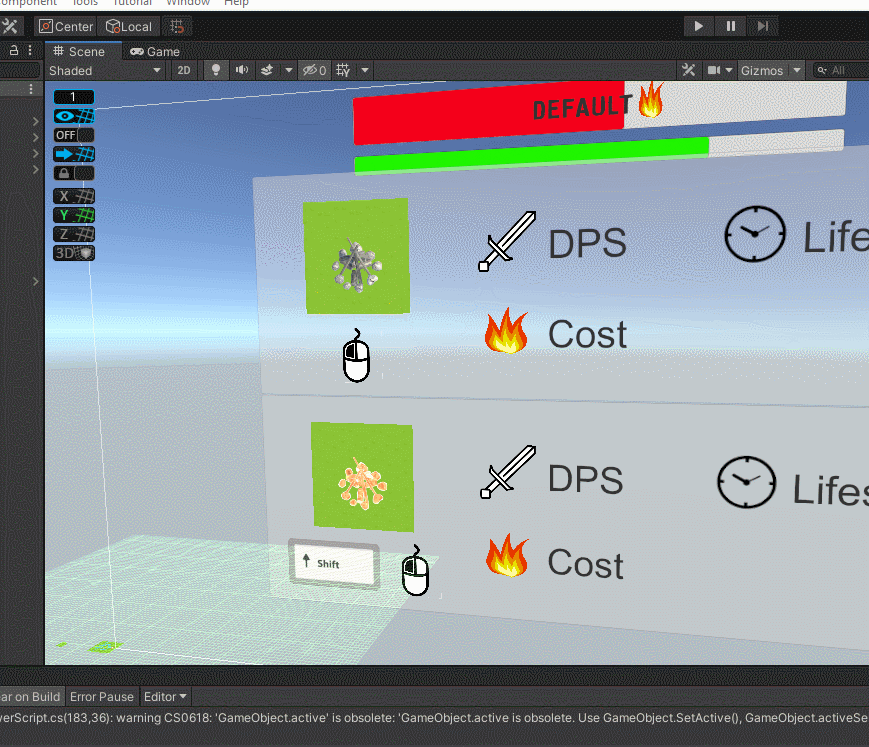 omponent Tools Tutorial Window Help
Center Local
Scene Game
Shaded 2D 0 Gizmos All
1
OFF
X
Y
Z
3D
DEFAULT
DPS Life
Cost
DPS Lifes
Cost
Shift
ar on Build Error Pause Editor
erScript.cs(183,36): warning CS0618: 'GameObject.active' is obsolete: 'GameObject.active is obsolete. Use GameObject.SetActive(), GameObject.activeSe